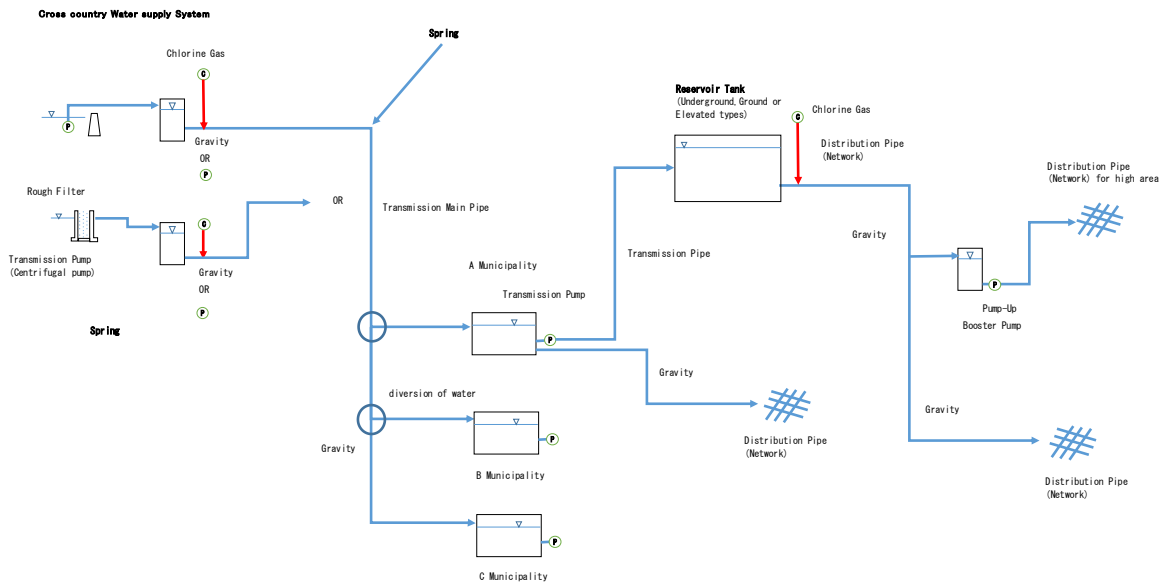 Cross country Water supply System
Spring
Chlorine Gas
C
P
Gravity
OR
P
Reservoir Tank
(Underground, Ground or
Elevated types)
C
Chlorine Gas
Distribution Pipe
(Network)
Distribution Pipe
(Network) for high area
Rough Filter
C
OR
Transmission Main Pipe
Transmission Pump
(Centrifugal pump)
Gravity
OR
P
Spring
A Municipality
Transmission Pump
P
Transmission Pipe
Gravity
P
Pump-Up
Booster Pump
Gravity
diversion of water
Gravity
Distribution Pipe
(Network)
Gravity
P
B Municipality
Distribution Pipe
(Network)
P
C Municipality